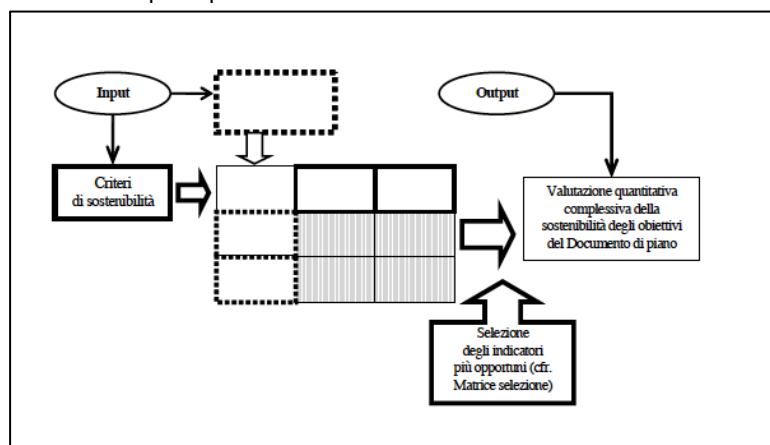 Input
Output
Criteri
di sostenibilità
Valutazione quantitativa
complessiva della
sostenibilità degli obiettivi
del Documento di piano
Selezione
degli indicatori
più opportuni (cfr.
Matrice selezione)